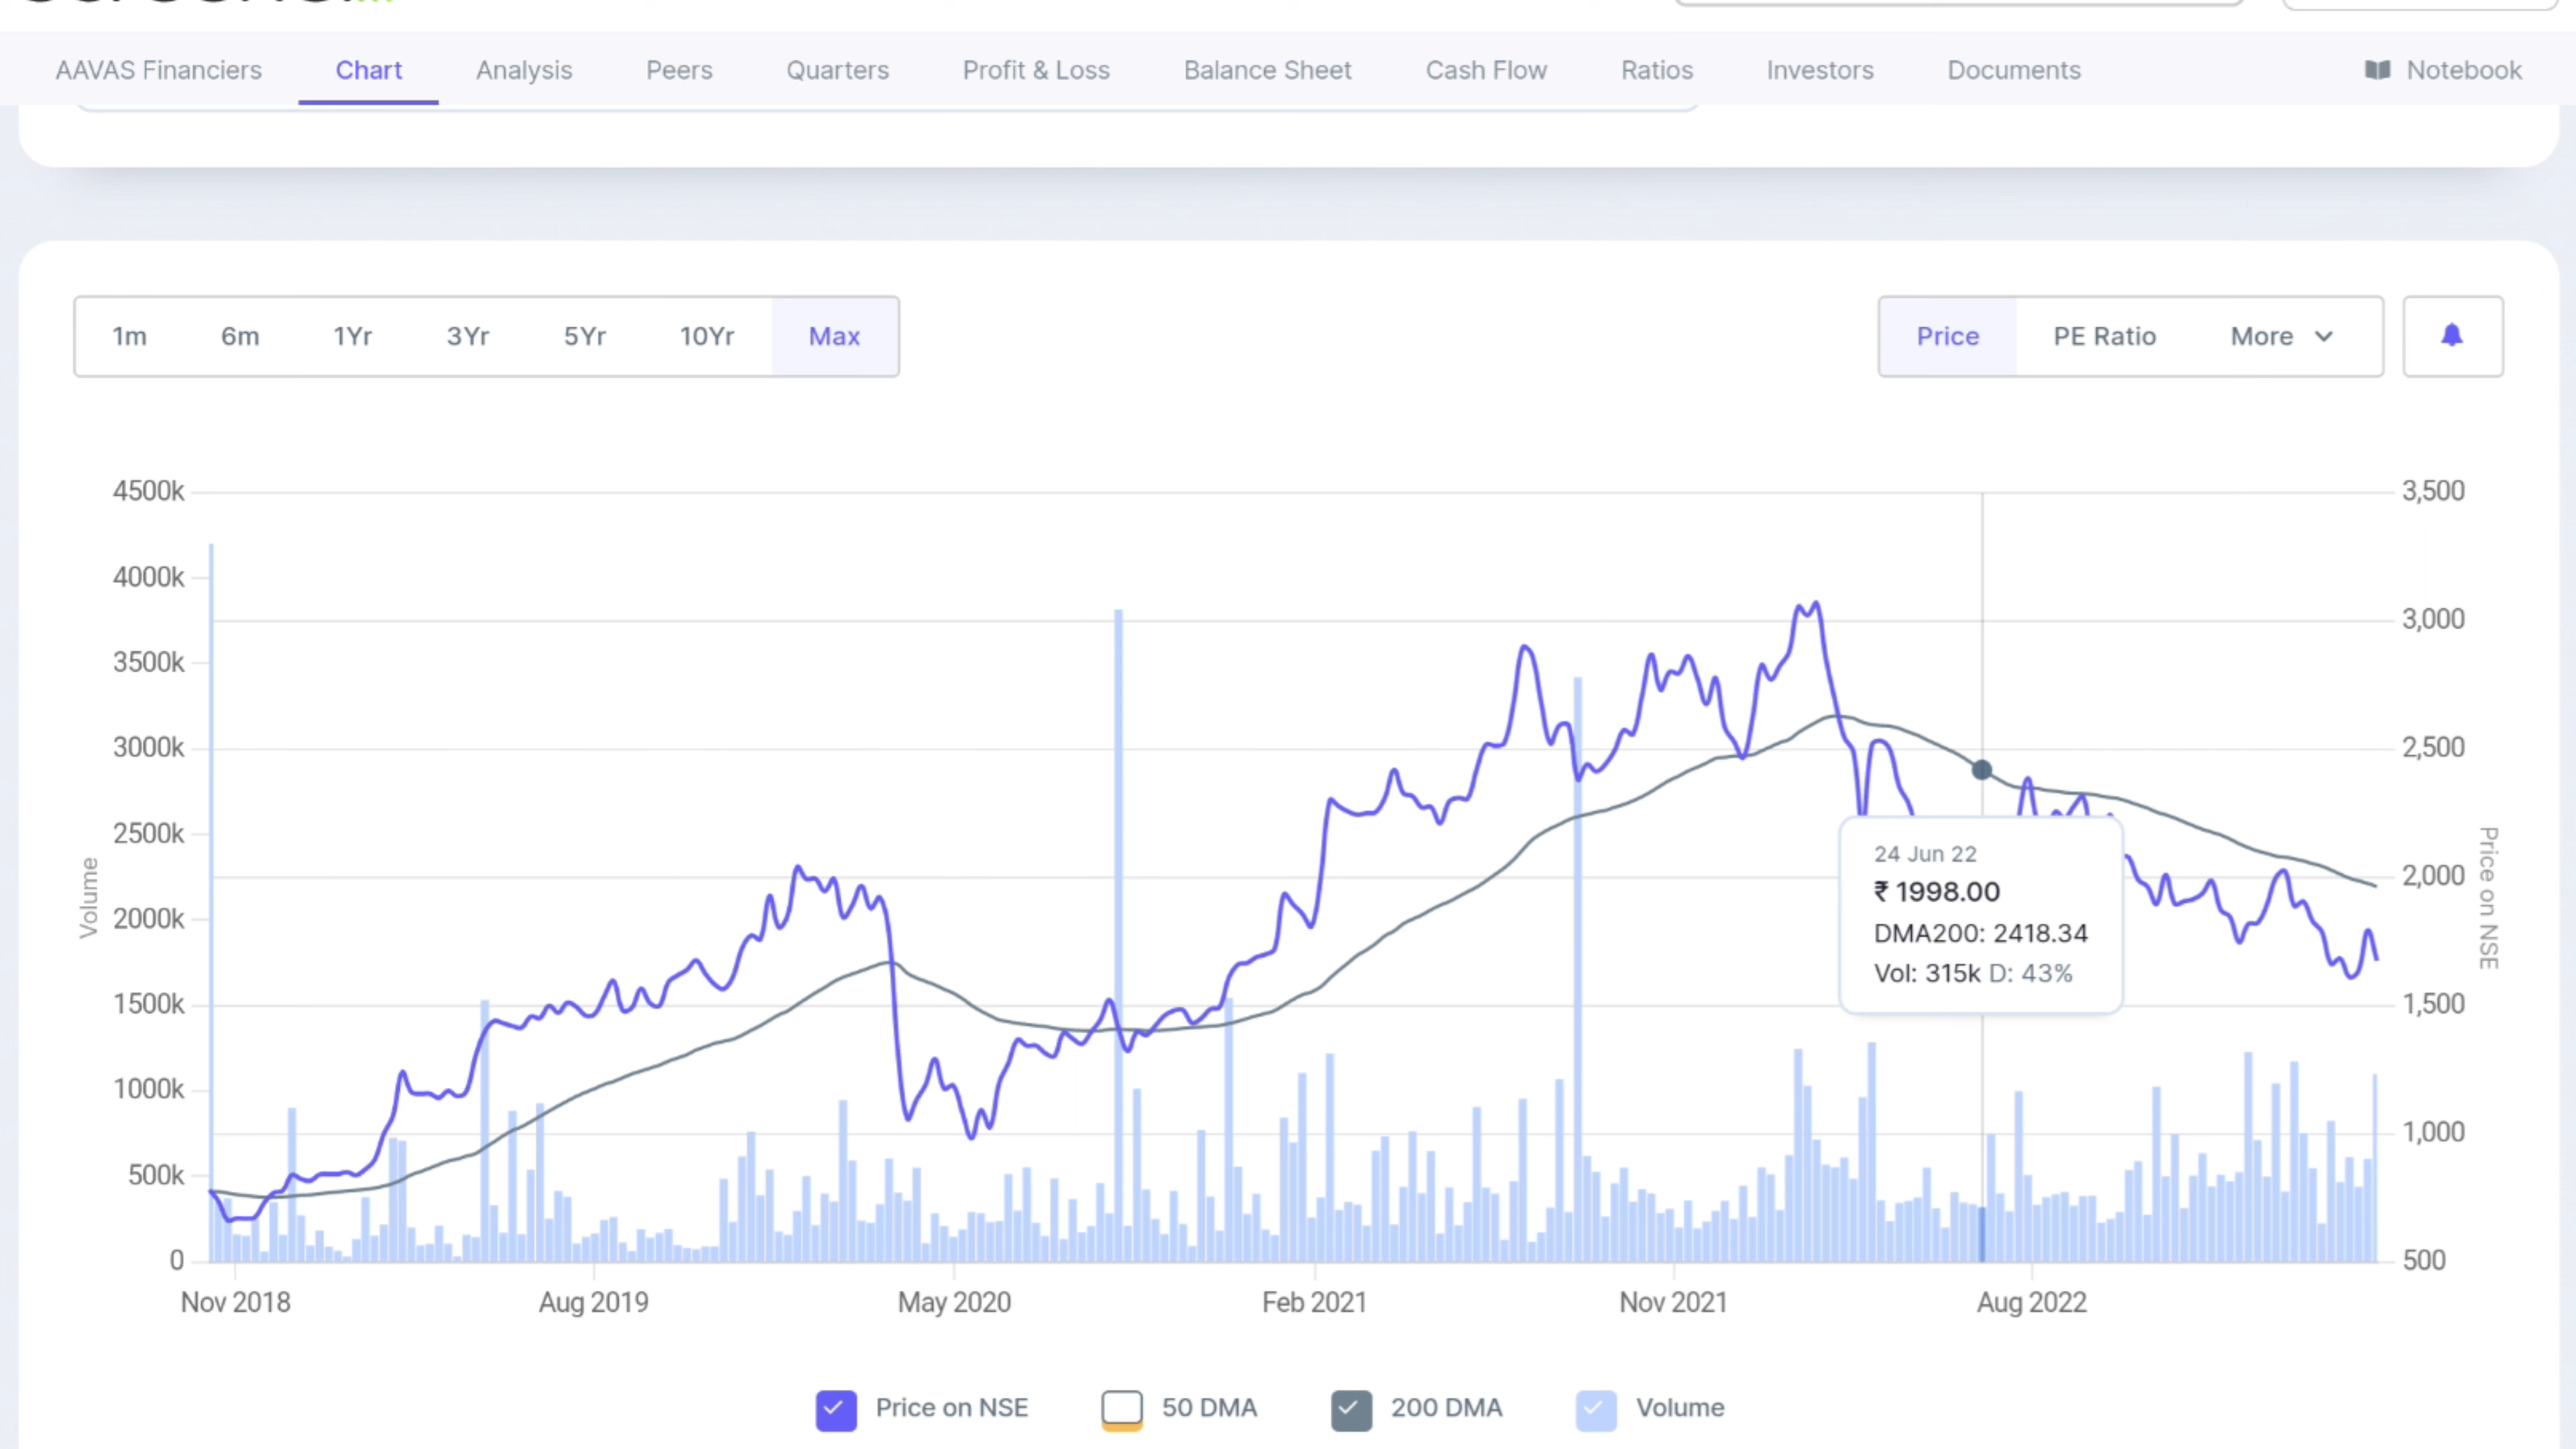 AAVAS Financiers Chart Analysis Peers Quarters Profit & Loss Balance Sheet Cash Flow Ratios Investors Documents Notebook
1m 6m 1Yr 3Yr 5Yr 10Yr Max Price PE Ratio More
4500k 3,500
4000k
3,000
3500k
3000k 2,500
2500k
2,000
2000k
1500k 1,500
1000k
1,000
500k
0 500
Volume
Price on NSE
24 Jun 22
₹ 1998.00
DMA200: 2418.34
Vol: 315k D: 43%
Nov 2018 Aug 2019 May 2020 Feb 2021 Nov 2021 Aug 2022
Price on NSE 50 DMA 200 DMA Volume